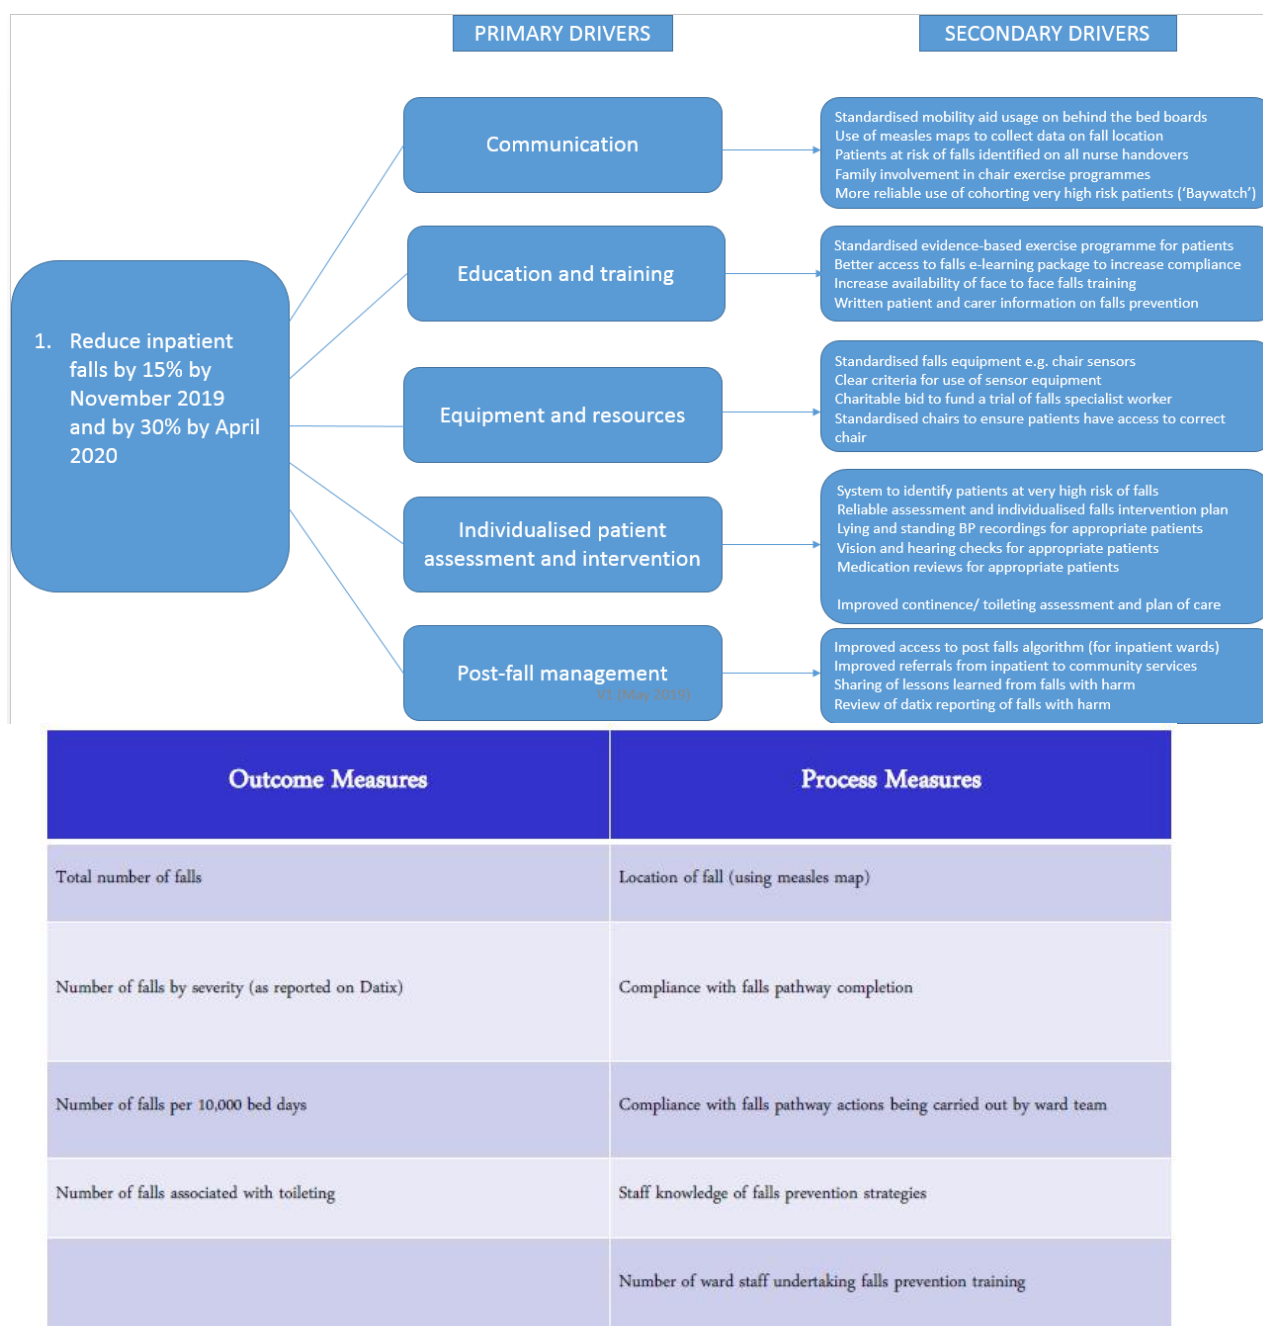 PRIMARY DRIVERS
SECONDARY DRIVERS
1. Reduce inpatient
falls by 15% by
November 2019
and by 30% by April
2020
Communication
Standardised mobility aid usage on behind the bed boards
Use of measles maps to collect data on fall location
Patients at risk of falls identified on all nurse handovers
Family involvement in chair exercise programmes
More reliable use of cohorting very high risk patients (‘Baywatch’)
Education and training
Standardised evidence-based exercise programme for patients
Better access to falls e-learning package to increase compliance
Increase availability of face to face falls training
Written patient and carer information on falls prevention
Equipment and resources
Standardised falls equipment e.g. chair sensors
Clear criteria for use of sensor equipment
Charitable bid to fund a trial of falls specialist worker
Standardised chairs to ensure patients have access to correct
chair
Individualised patient
assessment and intervention
System to identify patients at very high risk of falls
Reliable assessment and individualised falls intervention plan
Lying and standing BP recordings for appropriate patients
Vision and hearing checks for appropriate patients
Medication reviews for appropriate patients
Improved continence/ toileting assessment and plan of care
Post-fall management
(May 2019)
Improved access to post falls algorithm (for inpatient wards)
Improved referrals from inpatient to community services
Sharing of lessons learned from falls with harm
Review of datix reporting of falls with harm
Outcome Measures
Process Measures
Total number of falls
Location of fall (using measles map)
Number of falls by severity (as reported on Datix)
Compliance with falls pathway completion
Number of falls per 10,000 bed days
Compliance with falls pathway actions being carried out by ward team
Number of falls associated with toileting
Staff knowledge of falls prevention strategies
Number of ward staff undertaking falls prevention training